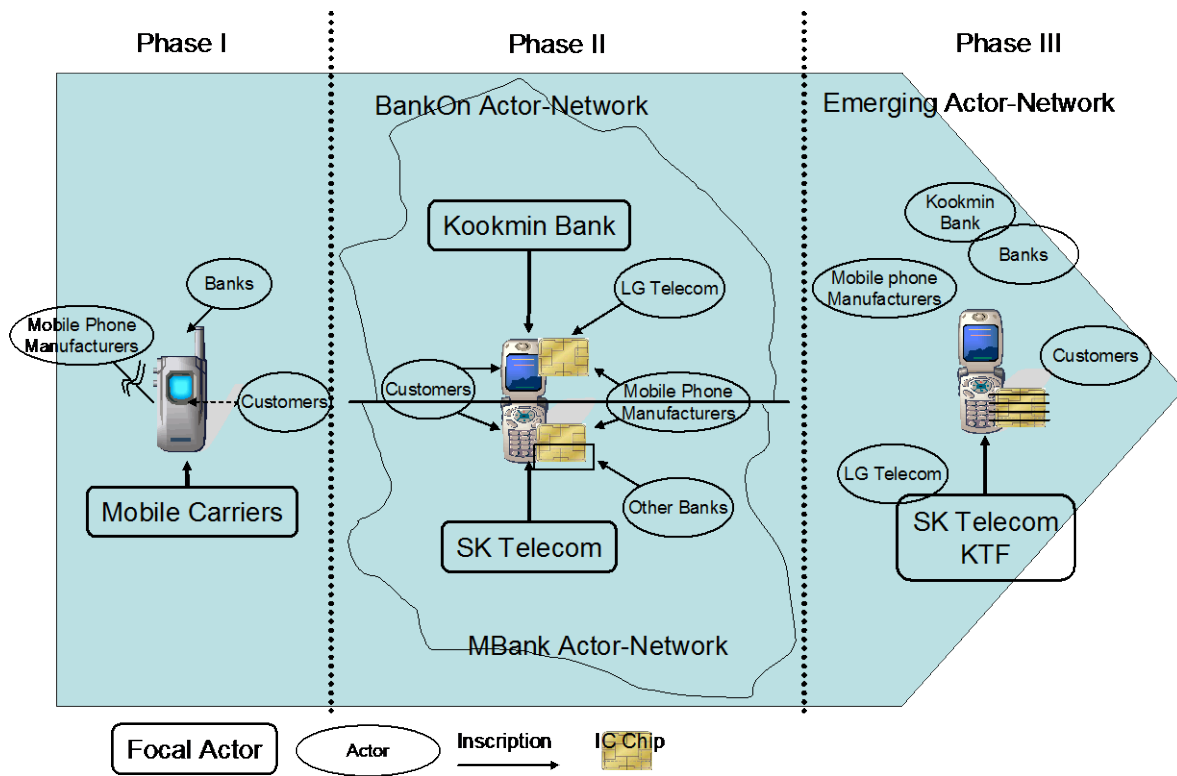 Phase I
Phase II
Phase III
BankOn Actor-Network
Emerging Actor-Network
Kookmin Bank
Kookmin
Bank
Banks
Banks
LG Telecom
Mobile phone
Manufacturers
Mobile Phone
Manufacturers
Customers
Customers
Customers
Mobile Phone
Manufacturers
LG Telecom
Mobile Carriers
Other Banks
SK Telecom
SK Telecom
KTF
MBank Actor-Network
Focal Actor
Actor
Inscription
IC Chip